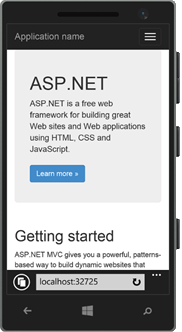 Application name
ASP.NET
ASP.NET is a free web
framework for building great
Web sites and Web applications
using HTML, CSS and
JavaScript.
Learn more »
Getting started
ASP.NET MVC gives you a powerful, patterns-
based way to build dynamic websites that
localhost:32725